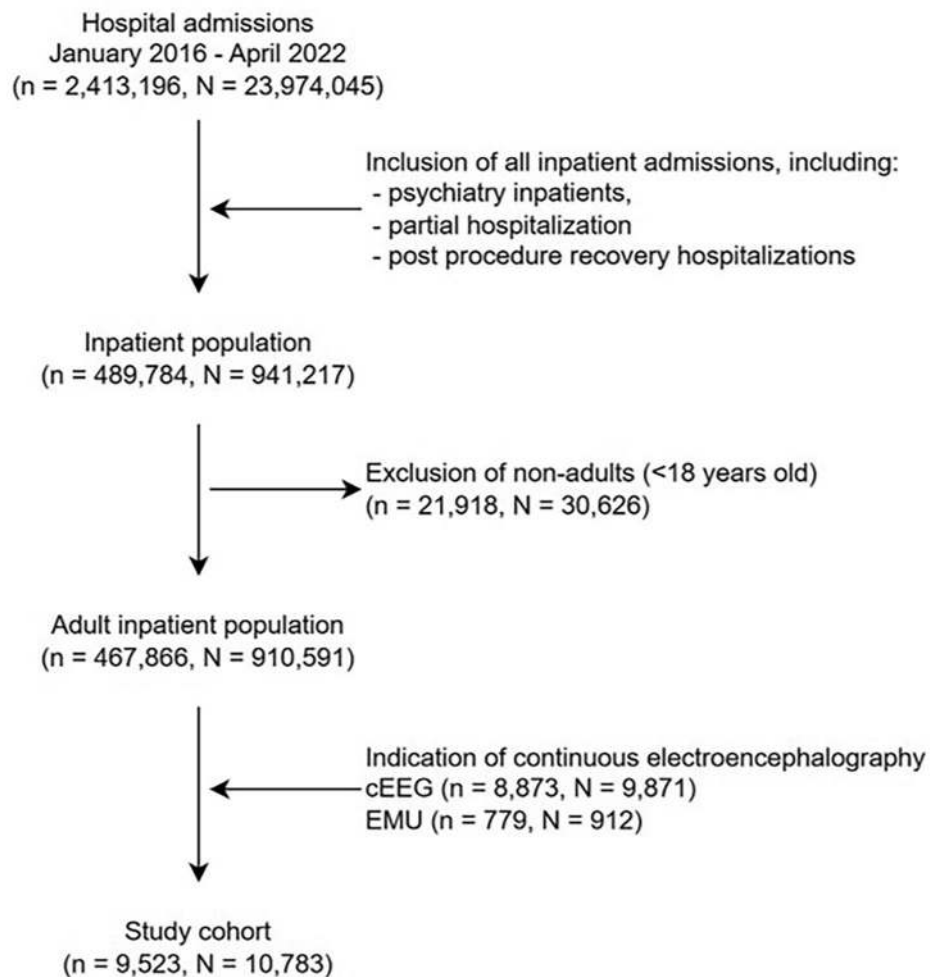 Hospital admissions
January 2016 - April 2022
(n = 2,413,196, N = 23,974,045)
Inclusion of all inpatient admissions, including:
- psychiatry inpatients,
- partial hospitalization
- post procedure recovery hospitalizations
Inpatient population
(n = 489,784, N = 941,217)
Exclusion of non-adults (<18 years old)
(n = 21,918, N = 30,626)
Adult inpatient population
(n = 467,866, N = 910,591)
Indication of continuous electroencephalography
cEEG (n = 8,873, N = 9,871)
EMU (n = 779, N = 912)
Study cohort
(n = 9,523, N = 10,783)